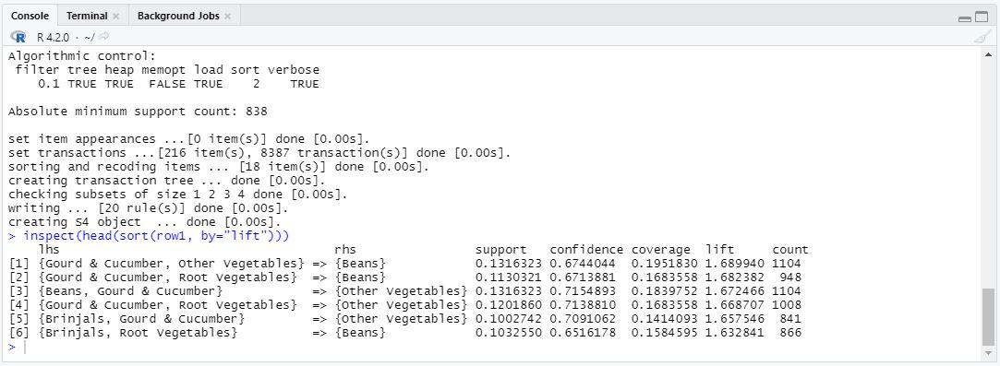 Console Terminal × Background Jobs ×
R R 4.2.0 · ~/
Algorithmic control:
 filter tree heap memopt load sort verbose
    0.1 TRUE TRUE  FALSE TRUE    2    TRUE
Absolute minimum support count: 838
set item appearances ...[0 item(s)] done [0.00s].
set transactions ...[216 item(s), 8387 transaction(s)] done [0.00s].
sorting and recoding items ... [18 item(s)] done [0.00s].
creating transaction tree ... done [0.00s].
checking subsets of size 1 2 3 4 done [0.00s].
writing ... [20 rule(s)] done [0.00s].
creating S4 object  ... done [0.00s].
> inspect(head(sort(row1, by="lift")))
    lhs                                      rhs                support   confidence coverage  lift     count
[1] {Gourd & Cucumber, Other Vegetables} => {Beans}            0.1316323 0.6744044  0.1951830 1.689940 1104
[2] {Gourd & Cucumber, Root Vegetables}  => {Beans}            0.1130321 0.6713881  0.1683558 1.682382  948
[3] {Beans, Gourd & Cucumber}            => {Other Vegetables} 0.1316323 0.7154893  0.1839752 1.672466 1104
[4] {Gourd & Cucumber, Root Vegetables}  => {Other Vegetables} 0.1201860 0.7138810  0.1683558 1.668707 1008
[5] {Brinjals, Gourd & Cucumber}         => {Other Vegetables} 0.1002742 0.7091062  0.1414093 1.657546  841
[6] {Brinjals, Root Vegetables}          => {Beans}            0.1032550 0.6516178  0.1584595 1.632841  866
>